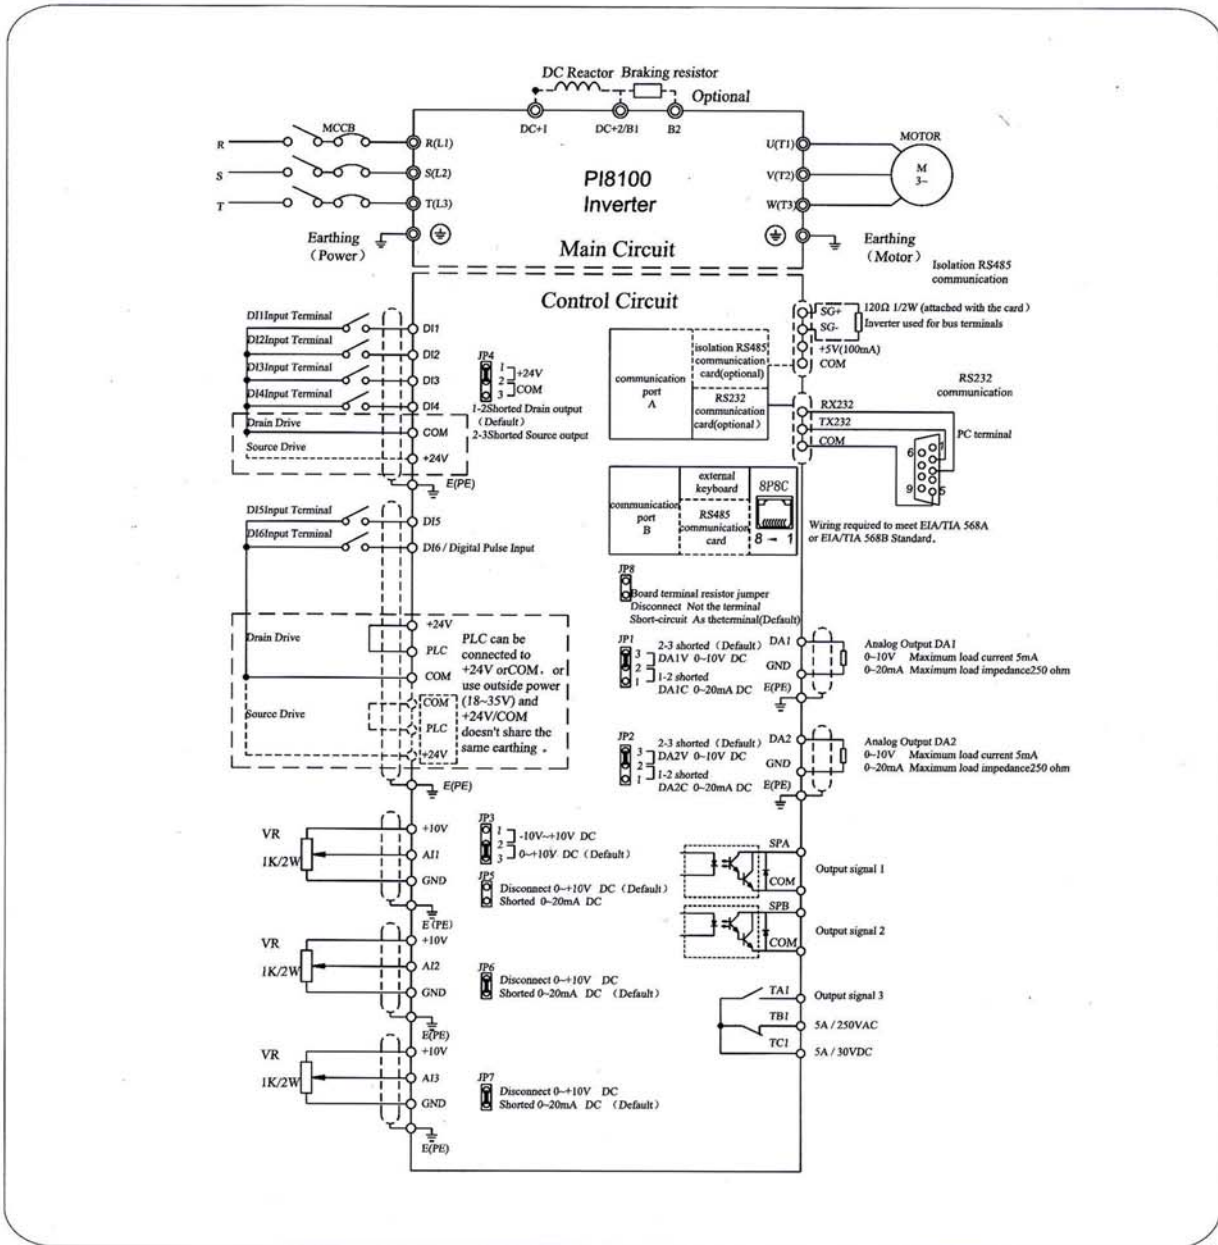 DC Reactor Braking resistor
Optional
DC+1
DC+2/B1
B2
MCCB
R
S
T
R(L1)
S(L2)
T(L3)
U(T1)
V(T2)
W(T3)
MOTOR
M
3~
PI8100
Inverter
Earthing
(Power)
Main Circuit
Earthing
(Motor)
Isolation RS485
communication
Control Circuit
DI1Input Terminal
DI2Input Terminal
DI3Input Terminal
DI4Input Terminal
Drain Drive
Source Drive
DI1
DI2
DI3
DI4
COM
+24V
E(PE)
JP4
1
2
3
+24V
COM
1-2Shorted Drain output
(Default)
2-3Shorted Source output
communication
port
A
isolation RS485
communication
card(optional)
RS232
communication
card(optional)
SG+
SG-
+5V(100mA)
COM
120Ω 1/2W (attached with the card)
Inverter used for bus terminals
RS232
communication
RX232
TX232
COM
PC terminal
6
1
9
5
communication
port
B
external
keyboard
RS485
communication
card
8P8C
8 → 1
Wiring required to meet EIA/TIA 568A
or EIA/TIA 568B Standard.
DI5Input Terminal
DI6Input Terminal
DI5
DI6 / Digital Pulse Input
Drain Drive
Source Drive
+24V
PLC
COM
COM
PLC
+24V
E(PE)
PLC can be
connected to
+24V orCOM, or
use outside power
(18~35V) and
+24V/COM
doesn't share the
same earthing .
JP8
Board terminal resistor jumper
Disconnect Not the terminal
Short-circuit As theterminal(Default)
JP1
3
2
1
2-3 shorted (Default)
DA1V 0~10V DC
1-2 shorted
DA1C 0~20mA DC
DA1
GND
E(PE)
Analog Output DA1
0~10V Maximum load current 5mA
0~20mA Maximum load impedance250 ohm
JP2
3
2
1
2-3 shorted (Default)
DA2V 0~10V DC
1-2 shorted
DA2C 0~20mA DC
DA2
GND
E(PE)
Analog Output DA2
0~10V Maximum load current 5mA
0~20mA Maximum load impedance250 ohm
VR
1K/2W
+10V
AI1
GND
E(PE)
JP3
1
2
3
-10V~+10V DC
0~+10V DC (Default)
JP5
Disconnect 0~+10V DC (Default)
Shorted 0~20mA DC
SPA
COM
Output signal 1
SPB
COM
Output signal 2
VR
1K/2W
+10V
AI2
GND
E(PE)
JP6
Disconnect 0~+10V DC
Shorted 0~20mA DC (Default)
TA1
TB1
TC1
Output signal 3
5A / 250VAC
5A / 30VDC
VR
1K/2W
+10V
AI3
GND
E(PE)
JP7
Disconnect 0~+10V DC
Shorted 0~20mA DC (Default)